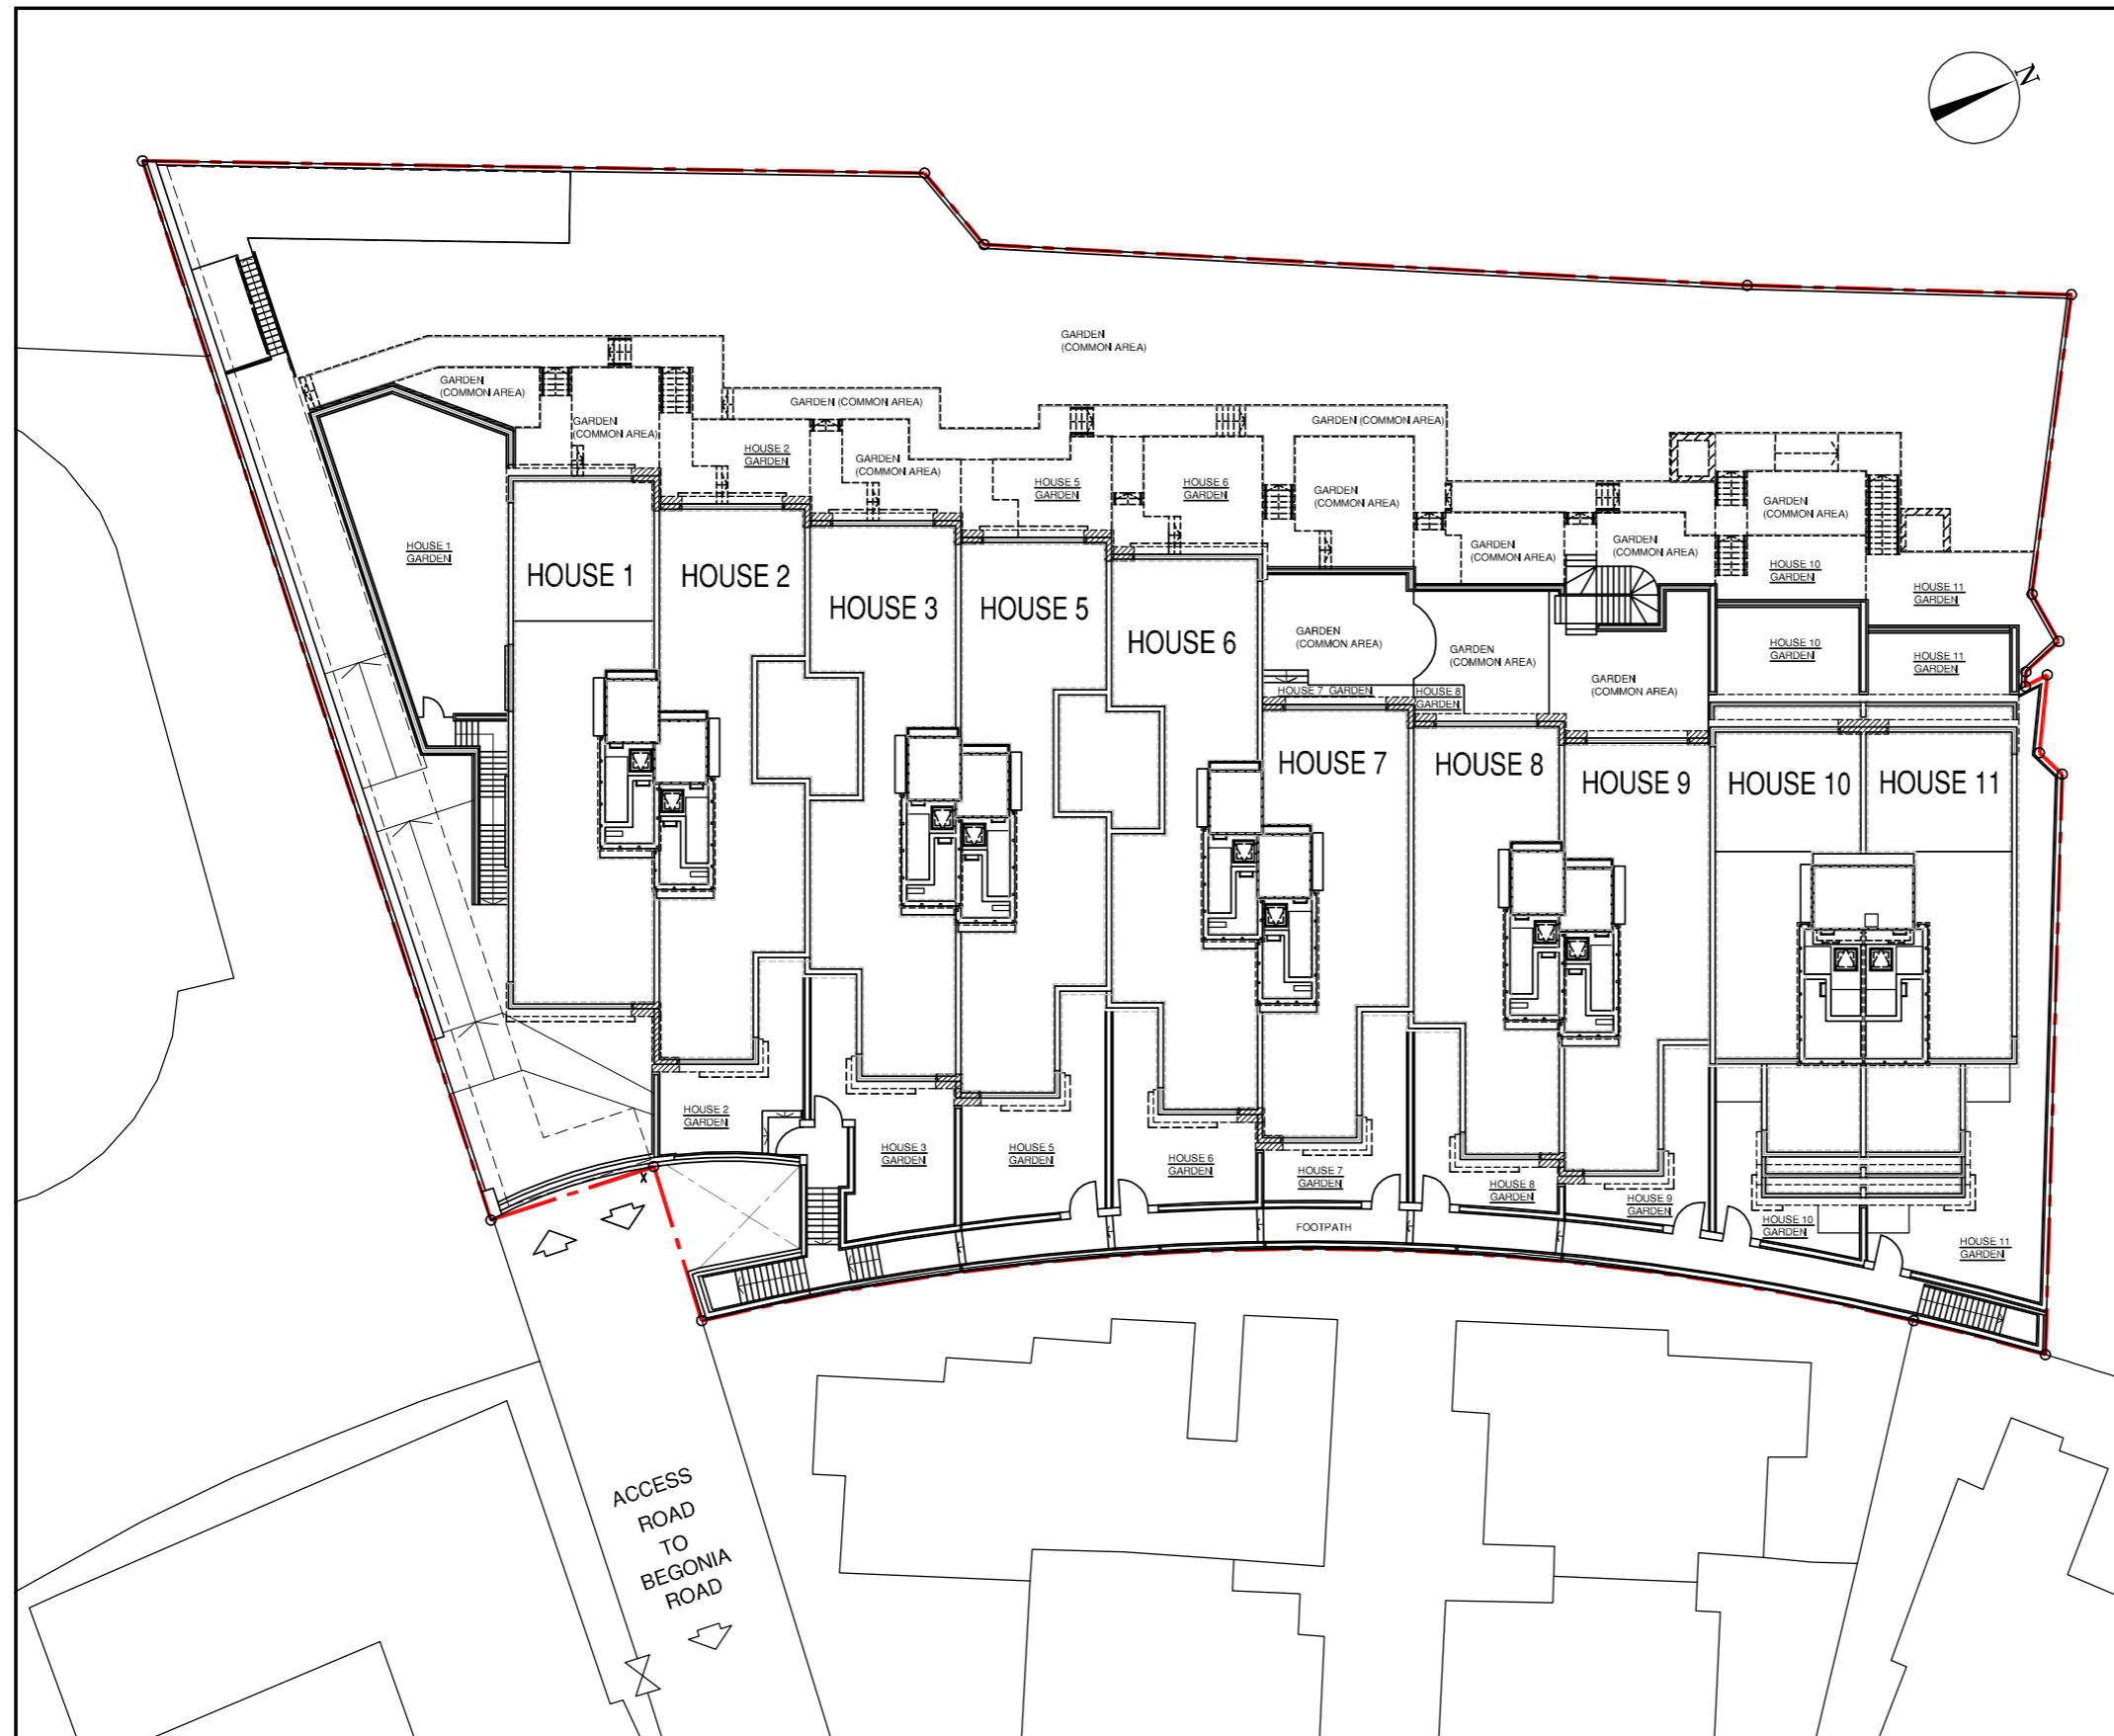 N
GARDEN
(COMMON AREA)
GARDEN
(COMMON AREA)
GARDEN (COMMON AREA)
GARDEN
(COMMON AREA)
GARDEN (COMMON AREA)
HOUSE 2
GARDEN
GARDEN
(COMMON AREA)
HOUSE 5
GARDEN
HOUSE 6
GARDEN
GARDEN
(COMMON AREA)
GARDEN
(COMMON AREA)
HOUSE 1
GARDEN
GARDEN
(COMMON AREA)
GARDEN
(COMMON AREA)
HOUSE 10
GARDEN
HOUSE 11
GARDEN
HOUSE 1
HOUSE 2
HOUSE 3
HOUSE 5
HOUSE 6
GARDEN
(COMMON AREA)
GARDEN
(COMMON AREA)
HOUSE 10
GARDEN
HOUSE 11
GARDEN
GARDEN
(COMMON AREA)
HOUSE 7 GARDEN
HOUSE 8
GARDEN
HOUSE 7
HOUSE 8
HOUSE 9
HOUSE 10
HOUSE 11
HOUSE 2
GARDEN
HOUSE 3
GARDEN
HOUSE 5
GARDEN
HOUSE 6
GARDEN
HOUSE 7
GARDEN
HOUSE 8
GARDEN
HOUSE 9
GARDEN
HOUSE 10
GARDEN
HOUSE 11
GARDEN
X
FOOTPATH
ACCESS
ROAD
TO
BEGONIA
ROAD